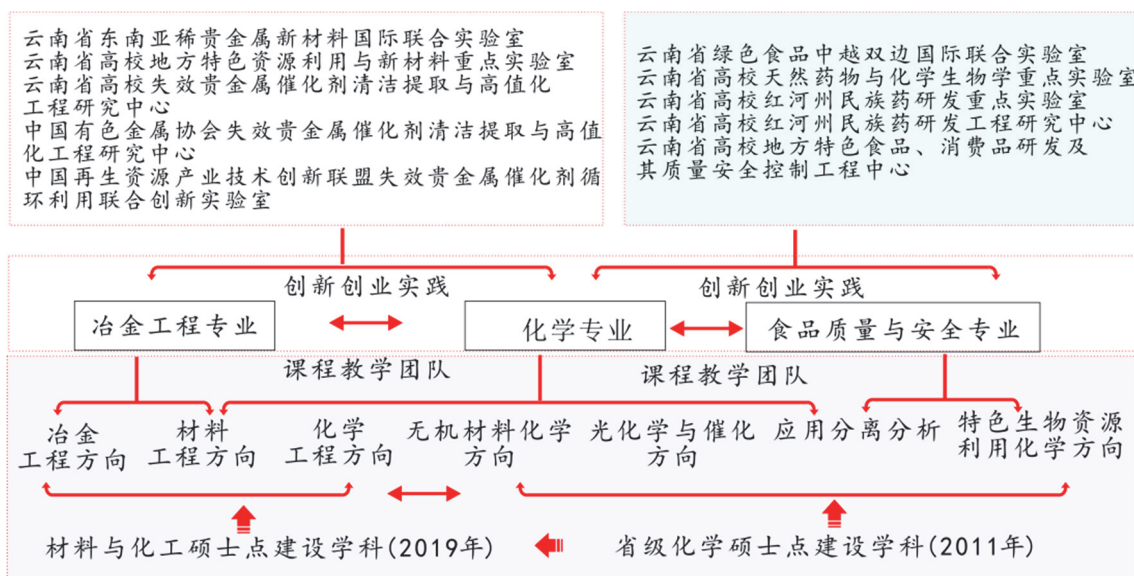 云南省东南亚稀贵金属新材料国际联合实验室
云南省高校地方特色资源利用与新材料重点实验室
云南省高校失效贵金属催化剂清洁提取与高值化
工程研究中心
中国有色金属协会失效贵金属催化剂清洁提取与高值
化工程研究中心
中国再生资源产业技术创新联盟失效贵金属催化剂循
环利用联合创新实验室
云南省绿色食品中越双边国际联合实验室
云南省高校天然药物与化学生物学重点实验室
云南省高校红河州民族药研发重点实验室
云南省高校红河州民族药研发工程研究中心
云南省高校地方特色食品、消费品研发及
其质量安全控制工程中心
创新创业实践
创新创业实践
冶金工程专业
化学专业
食品质量与安全专业
课程教学团队
课程教学团队
冶金
工程方向
材料
工程方向
化学
工程方向
无机材料化学
方向
光化学与催化
方向
应用分离分析
特色生物资源
利用化学方向
材料与化工硕士点建设学科(2019年)
省级化学硕士点建设学科(2011年)